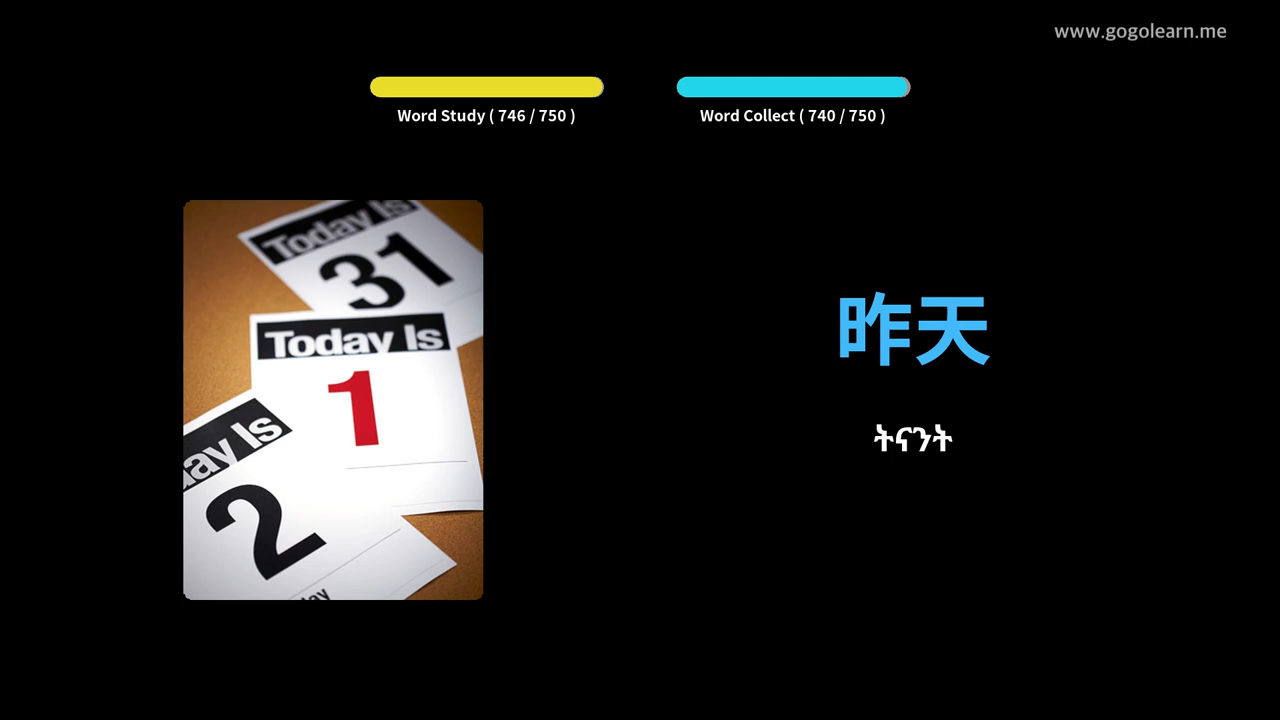 www.gogolearn.me
Word Study ( 746 / 750 )
Word Collect ( 740 / 750 )
Today Is
31
Today Is
1
ay Is
2
ay
昨天
ትናንት